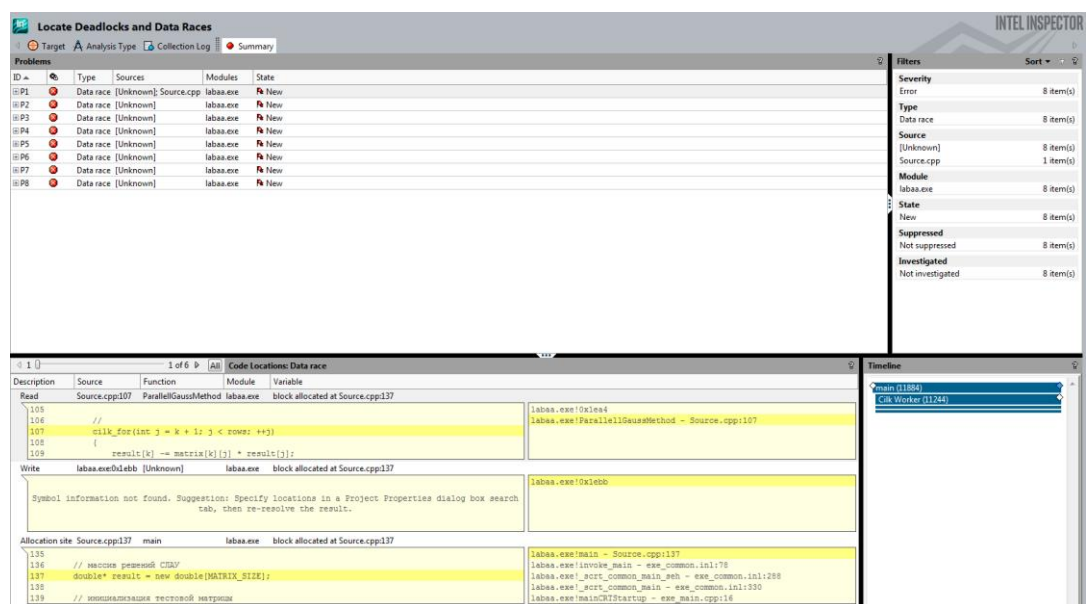 Locate Deadlocks and Data Races
INTEL INSPECTOR
Target Analysis Type Collection Log Summary
Problems
ID Type Sources Modules State
P1 Data race [Unknown]; Source.cpp labaa.exe New
P2 Data race [Unknown] labaa.exe New
P3 Data race [Unknown] labaa.exe New
P4 Data race [Unknown] labaa.exe New
P5 Data race [Unknown] labaa.exe New
P6 Data race [Unknown] labaa.exe New
P7 Data race [Unknown] labaa.exe New
P8 Data race [Unknown] labaa.exe New
Filters Sort
Severity
Error 8 item(s)
Type
Data race 8 item(s)
Source
[Unknown] 8 item(s)
Source.cpp 1 item(s)
Module
labaa.exe 8 item(s)
State
New 8 item(s)
Suppressed
Not suppressed 8 item(s)
Investigated
Not investigated 8 item(s)
1 1 of 6 All Code Locations: Data race
Description Source Function Module Variable
Read Source.cpp:107 ParallelGaussMethod labaa.exe block allocated at Source.cpp:137
105 labaa.exe!0x1ea4
106 // labaa.exe!ParallelGaussMethod - Source.cpp:107
107 cilk_for(int j = k + 1; j < rows; ++j)
108 {
109 result[k] -= matrix[k][j] * result[j];
Write labaa.exe:0x1ebb [Unknown] labaa.exe block allocated at Source.cpp:137
labaa.exe!0x1ebb
Symbol information not found. Suggestion: Specify locations in a Project Properties dialog box search
tab, then re-resolve the result.
Allocation site Source.cpp:137 main labaa.exe block allocated at Source.cpp:137
135 labaa.exe!main - Source.cpp:137
136 // массив решений СЛАУ labaa.exe!invoke_main - exe_common.inl:78
137 double* result = new double[MATRIX_SIZE]; labaa.exe!_scrt_common_main_seh - exe_common.inl:288
138 labaa.exe!_scrt_common_main - exe_common.inl:330
139 // инициализация тестовой матрицы labaa.exe!mainCRTStartup - exe_main.cpp:16
Timeline
main (11884)
Cilk Worker (11244)